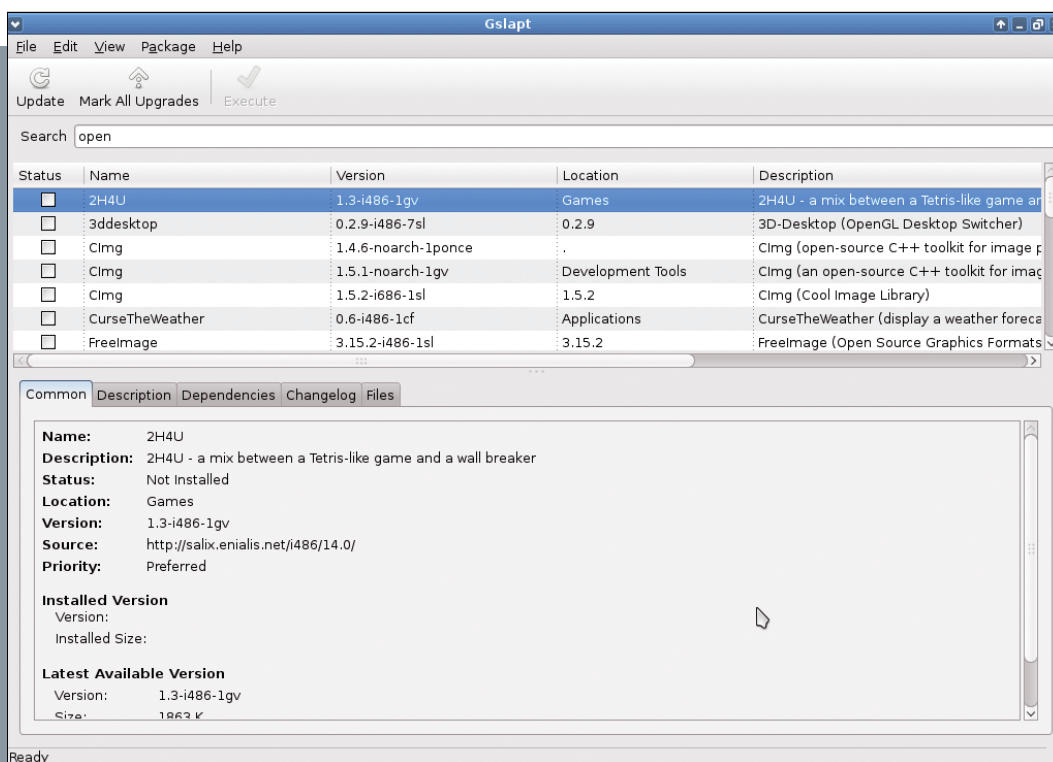 Gslapt
File Edit View Package Help
Update Mark All Upgrades Execute
Search open
Status Name Version Location Description
2H4U 1.3-i486-1gv Games 2H4U - a mix between a Tetris-like game ar
3ddesktop 0.2.9-i486-7sl 0.2.9 3D-Desktop (OpenGL Desktop Switcher)
CImg 1.4.6-noarch-1ponce . CImg (open-source C++ toolkit for image p
CImg 1.5.1-noarch-1gv Development Tools CImg (an open-source C++ toolkit for imag
CImg 1.5.2-i686-1sl 1.5.2 CImg (Cool Image Library)
CurseTheWeather 0.6-i486-1cf Applications CurseTheWeather (display a weather foreca
FreeImage 3.15.2-i486-1sl 3.15.2 FreeImage (Open Source Graphics Formats
Common Description Dependencies Changelog Files
Name: 2H4U
Description: 2H4U - a mix between a Tetris-like game and a wall breaker
Status: Not Installed
Location: Games
Version: 1.3-i486-1gv
Source: http://salix.enialis.net/i486/14.0/
Priority: Preferred
Installed Version
Version:
Installed Size:
Latest Available Version
Version: 1.3-i486-1gv
Size: 1863 K
Ready